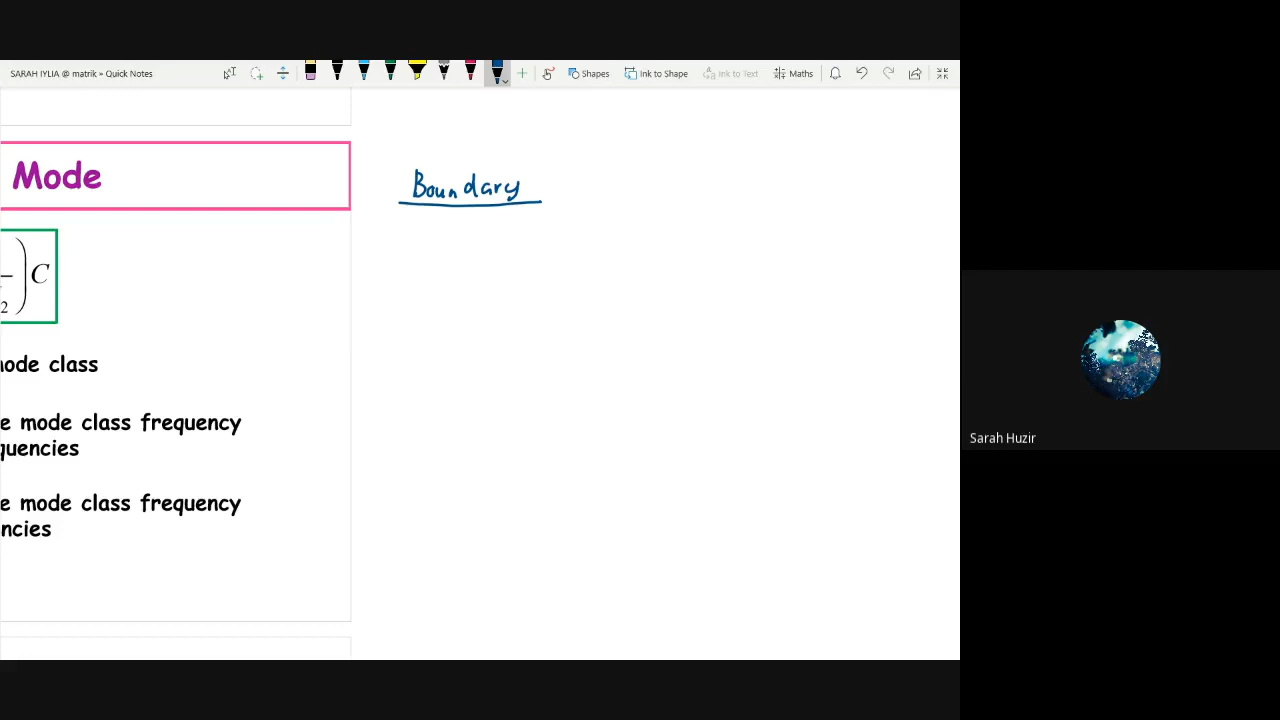 SARAH IYLIA @ matrik » Quick Notes
Shapes
Ink to Shape
Ink to Text
Maths
Mode
C
2
mode class
e mode class frequency
quencies
e mode class frequency
ncies
Boundary
Sarah Huzir